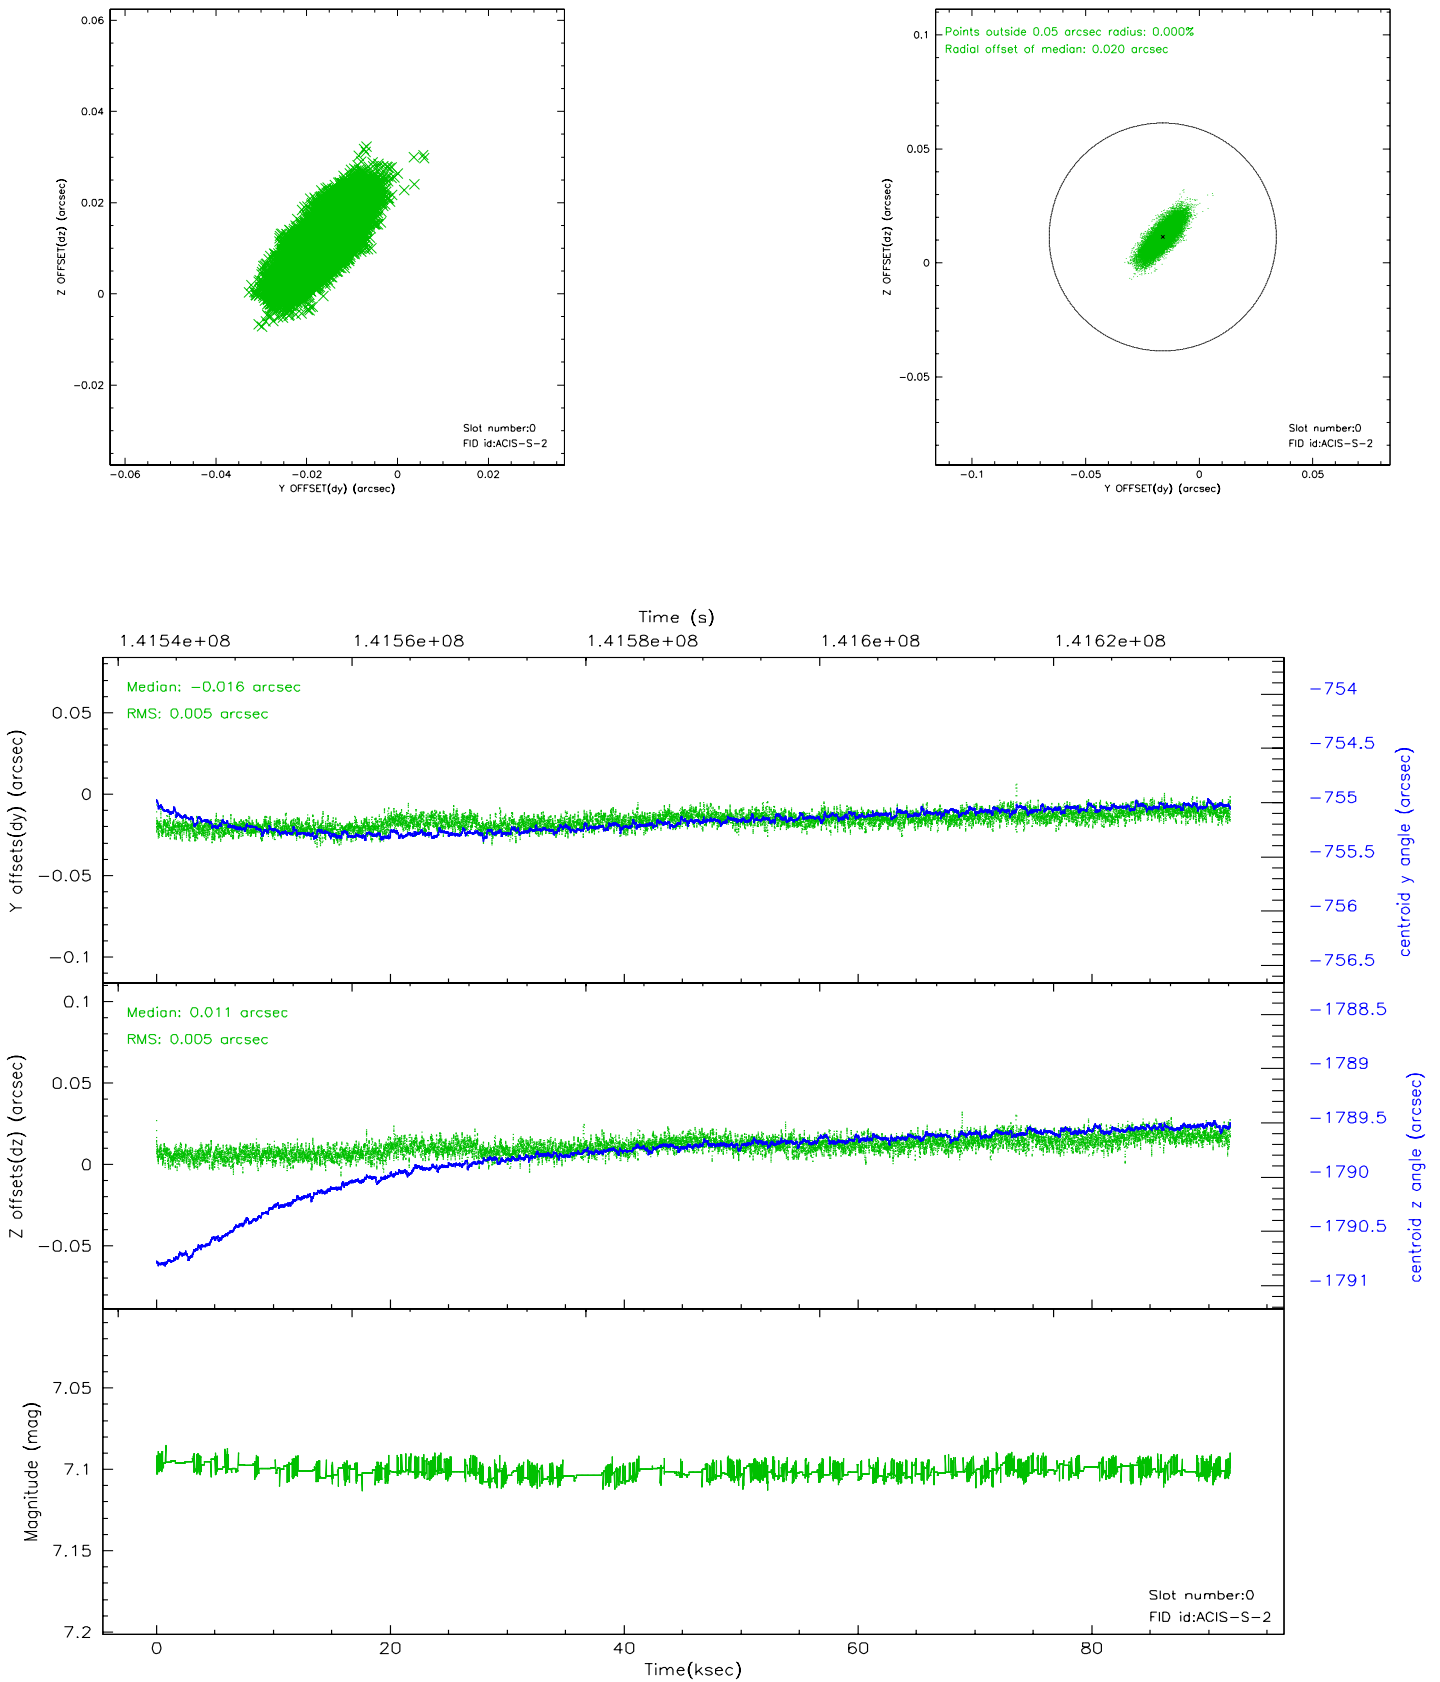 0.06
0.04
0.02
0
−0.02
Z OFFSET(dz) (arcsec)
Slot number:0
FID id:ACIS−S−2
−0.06
−0.04
−0.02
0
0.02
Y OFFSET(dy) (arcsec)
Points outside 0.05 arcsec radius: 0.000%
Radial offset of median: 0.020 arcsec
0.1
0.05
0
−0.05
Z OFFSET(dz) (arcsec)
Slot number:0
FID id:ACIS−S−2
−0.1
−0.05
0
0.05
Y OFFSET(dy) (arcsec)
Time (s)
1.4154e+08
1.4156e+08
1.4158e+08
1.416e+08
1.4162e+08
Median: −0.016 arcsec
RMS: 0.005 arcsec
0.05
0
−0.05
−0.1
Y offsets(dy) (arcsec)
−754
−754.5
−755
−755.5
−756
−756.5
centroid y angle (arcsec)
Median: 0.011 arcsec
RMS: 0.005 arcsec
0.1
0.05
0
−0.05
Z offsets(dz) (arcsec)
−1788.5
−1789
−1789.5
−1790
−1790.5
−1791
centroid z angle (arcsec)
7.05
7.1
7.15
7.2
Magnitude (mag)
Slot number:0
FID id:ACIS−S−2
0
20
40
60
80
Time(ksec)